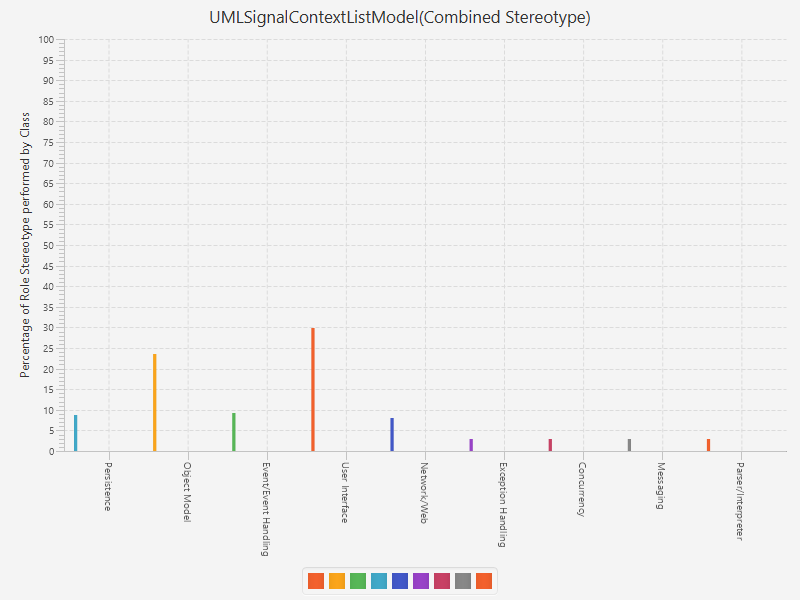 UMLSignalContextListModel(Combined Stereotype)
Percentage of Role Stereotype performed by Class
100
95
90
85
80
75
70
65
60
55
50
45
40
35
30
25
20
15
10
5
0
Persistence
Object Model
Event/Event Handling
User Interface
Network/Web
Exception Handling
Concurrency
Messaging
Parser/Interpreter